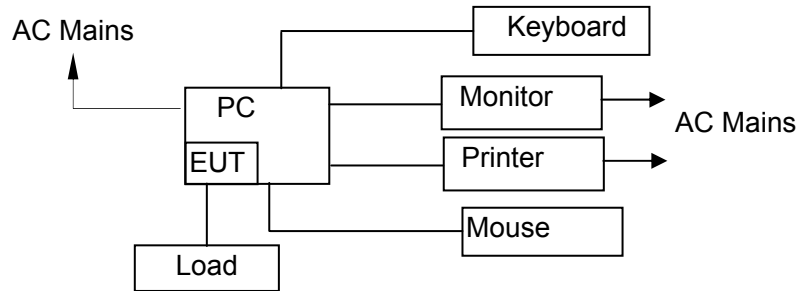 AC Mains
Keyboard
PC
Monitor
AC Mains
EUT
Printer
Mouse
Load